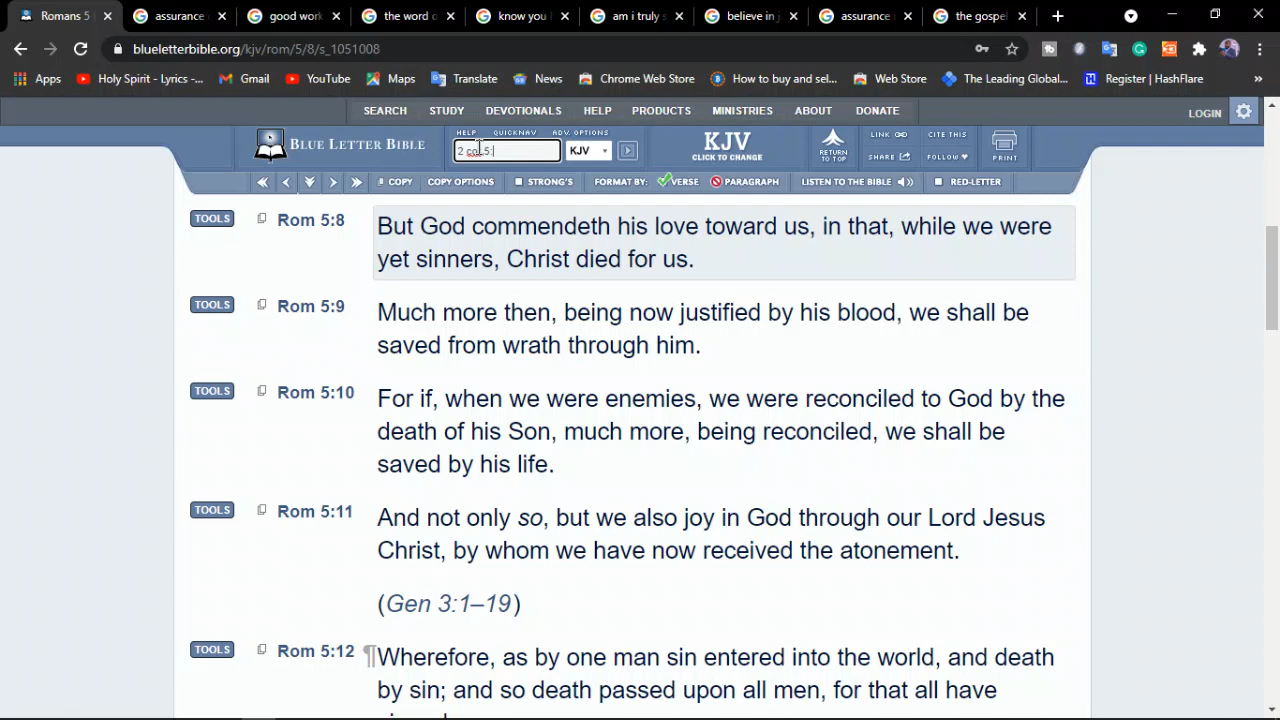 Romans 5
assurance
good work
the word o
know you
am i truly s
believe in j
assurance
the gospel
blueletterbible.org/kjv/rom/5/8/s_1051008
Apps
Holy Spirit - Lyrics -...
Gmail
YouTube
Maps
Translate
News
Chrome Web Store
How to buy and sel...
Web Store
The Leading Global...
Register | HashFlare
»
SEARCH STUDY DEVOTIONALS HELP PRODUCTS MINISTRIES ABOUT DONATE
LOGIN
HELP QUICKNAV ADV. OPTIONS
BLUE LETTER BIBLE
2 co 5:
KJV
KJV
CLICK TO CHANGE
RETURN
TO TOP
LINK
CITE THIS
SHARE
FOLLOW
PRINT
COPY COPY OPTIONS STRONG'S FORMAT BY: VERSE PARAGRAPH LISTEN TO THE BIBLE RED-LETTER
TOOLS Rom 5:8 But God commendeth his love toward us, in that, while we were
yet sinners, Christ died for us.
TOOLS Rom 5:9 Much more then, being now justified by his blood, we shall be
saved from wrath through him.
TOOLS Rom 5:10 For if, when we were enemies, we were reconciled to God by the
death of his Son, much more, being reconciled, we shall be
saved by his life.
TOOLS Rom 5:11 And not only so, but we also joy in God through our Lord Jesus
Christ, by whom we have now received the atonement.
(Gen 3:1–19)
TOOLS Rom 5:12 ¶Wherefore, as by one man sin entered into the world, and death
by sin; and so death passed upon all men, for that all have